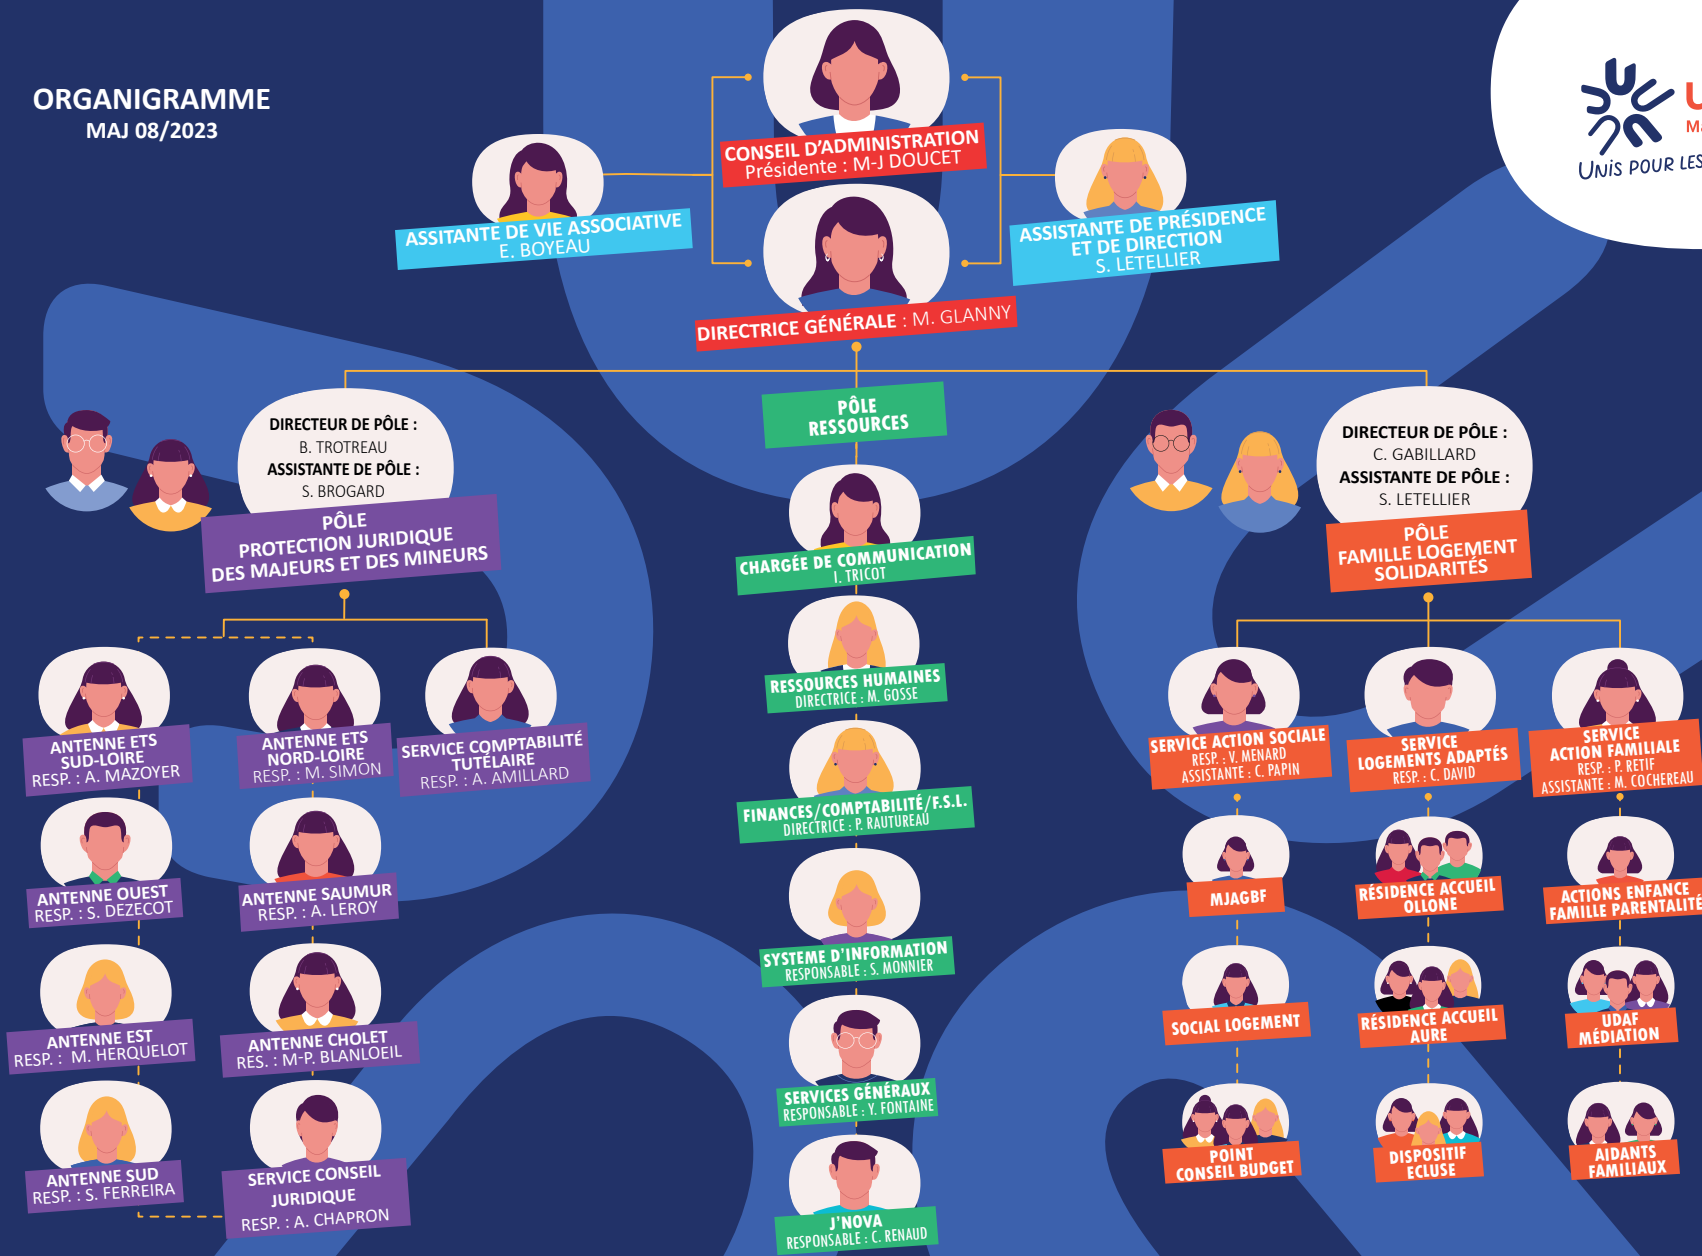 ORGANIGRAMME
MAJ 08/2023
UNIS POUR LES
CONSEIL D'ADMINISTRATION
Présidente : M-J DOUCET
ASSITANTE DE VIE ASSOCIATIVE
E. BOYEAU
ASSISTANTE DE PRÉSIDENCE
ET DE DIRECTION
S. LETELLIER
DIRECTRICE GÉNÉRALE : M. GLANNY
DIRECTEUR DE PÔLE :
B. TROTREAU
ASSISTANTE DE PÔLE :
S. BROGARD
PÔLE
PROTECTION JURIDIQUE
DES MAJEURS ET DES MINEURS
ANTENNE ETS
SUD-LOIRE
RESP. : A. MAZOYER
ANTENNE ETS
NORD-LOIRE
RESP. : M. SIMON
SERVICE COMPTABILITÉ
TUTÉLAIRE
RESP. : A. AMILLARD
ANTENNE OUEST
RESP. : S. DEZECOT
ANTENNE SAUMUR
RESP. : A. LEROY
ANTENNE EST
RESP. : M. HERQUELOT
ANTENNE CHOLET
RES. : M-P. BLANLOEIL
ANTENNE SUD
RESP. : S. FERREIRA
SERVICE CONSEIL
JURIDIQUE
RESP. : A. CHAPRON
PÔLE
RESSOURCES
CHARGÉE DE COMMUNICATION
I. TRICOT
RESSOURCES HUMAINES
DIRECTRICE : M. GOSSE
FINANCES/COMPTABILITÉ/F.S.L.
DIRECTRICE : P. RAUTUREAU
SYSTEME D'INFORMATION
RESPONSABLE : S. MONNIER
SERVICES GÉNÉRAUX
RESPONSABLE : Y. FONTAINE
J'NOVA
RESPONSABLE : C. RENAUD
DIRECTEUR DE PÔLE :
C. GABILLARD
ASSISTANTE DE PÔLE :
S. LETELLIER
PÔLE
FAMILLE LOGEMENT
SOLIDARITÉS
SERVICE ACTION SOCIALE
RESP. : V. MENARD
ASSISTANTE : C. PAPIN
SERVICE
LOGEMENTS ADAPTÉS
RESP. : C. DAVID
SERVICE
ACTION FAMILIALE
RESP. : P. RETIF
ASSISTANTE : M. COCHEREAU
MJAGBF
RÉSIDENCE ACCUEIL
OLLONE
ACTIONS ENFANCE
FAMILLE PARENTALITÉ
SOCIAL LOGEMENT
RÉSIDENCE ACCUEIL
AURE
UDAF
MÉDIATION
POINT
CONSEIL BUDGET
DISPOSITIF
ECLUSE
AIDANTS
FAMILIAUX